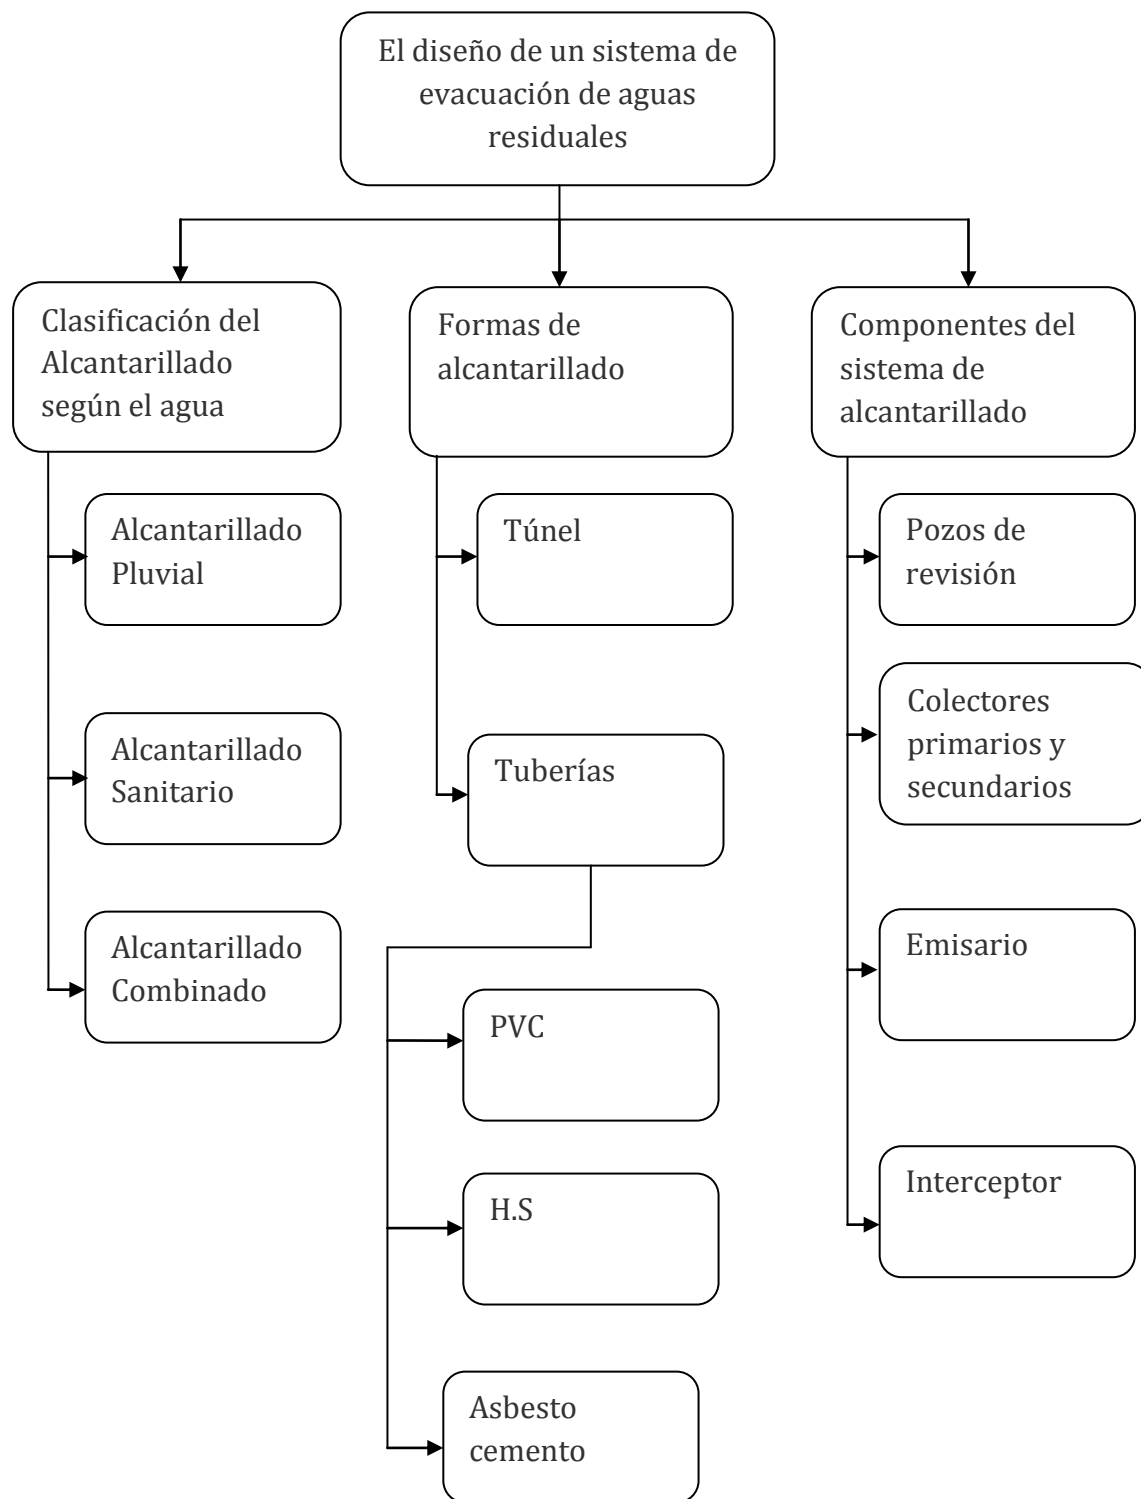 El diseño de un sistema de
evacuación de aguas
residuales
Clasificación del
Alcantarillado
según el agua
Alcantarillado
Pluvial
Alcantarillado
Sanitario
Alcantarillado
Combinado
Formas de
alcantarillado
Túnel
Tuberías
PVC
H.S
Asbesto
cemento
Componentes del
sistema de
alcantarillado
Pozos de
revisión
Colectores
primarios y
secundarios
Emisario
Interceptor